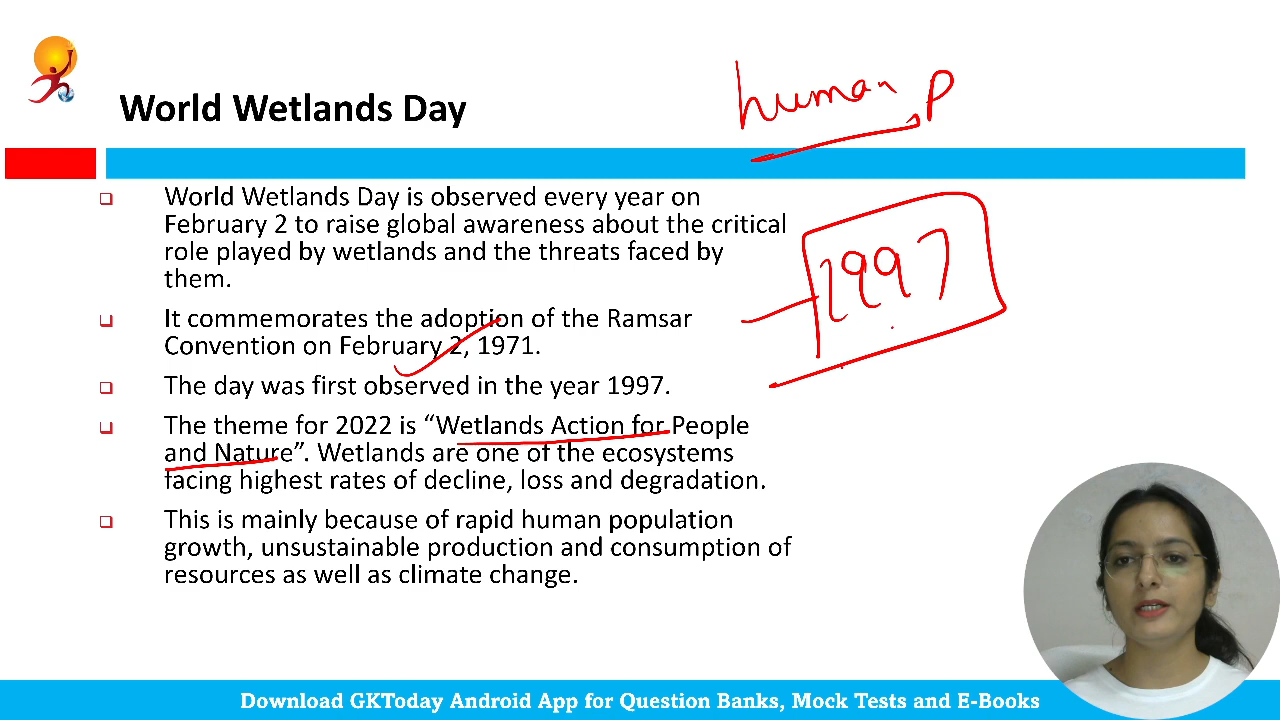 World Wetlands Day
human p
World Wetlands Day is observed every year on
February 2 to raise global awareness about the critical
role played by wetlands and the threats faced by
them.
1997
It commemorates the adoption of the Ramsar
Convention on February 2, 1971.
The day was first observed in the year 1997.
The theme for 2022 is “Wetlands Action for People
and Nature”. Wetlands are one of the ecosystems
facing highest rates of decline, loss and degradation.
This is mainly because of rapid human population
growth, unsustainable production and consumption of
resources as well as climate change.
Download GKToday Android App for Question Banks, Mock Tests and E-Books